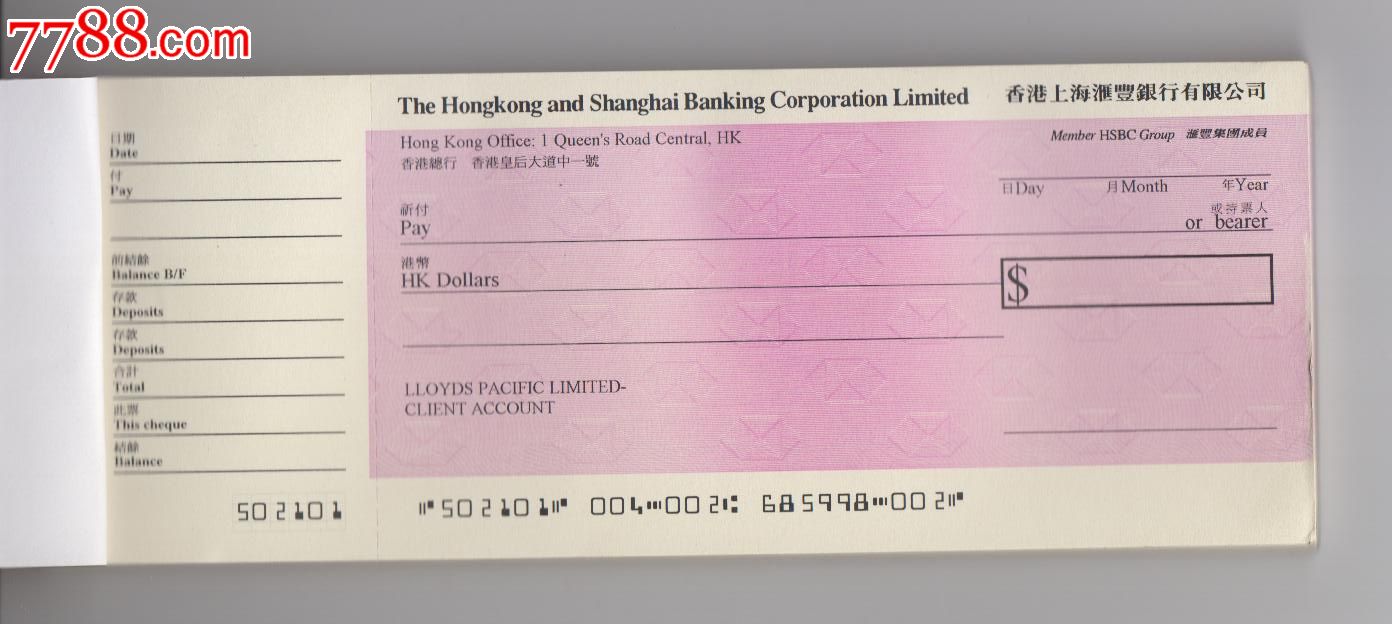 7788.com
日期
Date
付
Pay
前結餘
Balance B/F
存款
Deposits
存款
Deposits
合計
Total
此票
This cheque
結餘
Balance
502101
The Hongkong and Shanghai Banking Corporation Limited 香港上海滙豐銀行有限公司
Hong Kong Office: 1 Queen's Road Central, HK
香港總行 香港皇后大道中一號
Member HSBC Group 滙豐集團成員
日Day 月Month 年Year
祈付
Pay
或持票人
or bearer
港幣
HK Dollars
$
LLOYDS PACIFIC LIMITED-
CLIENT ACCOUNT
⑈502101⑈ 004⑉002⑆ 685998⑉002⑈